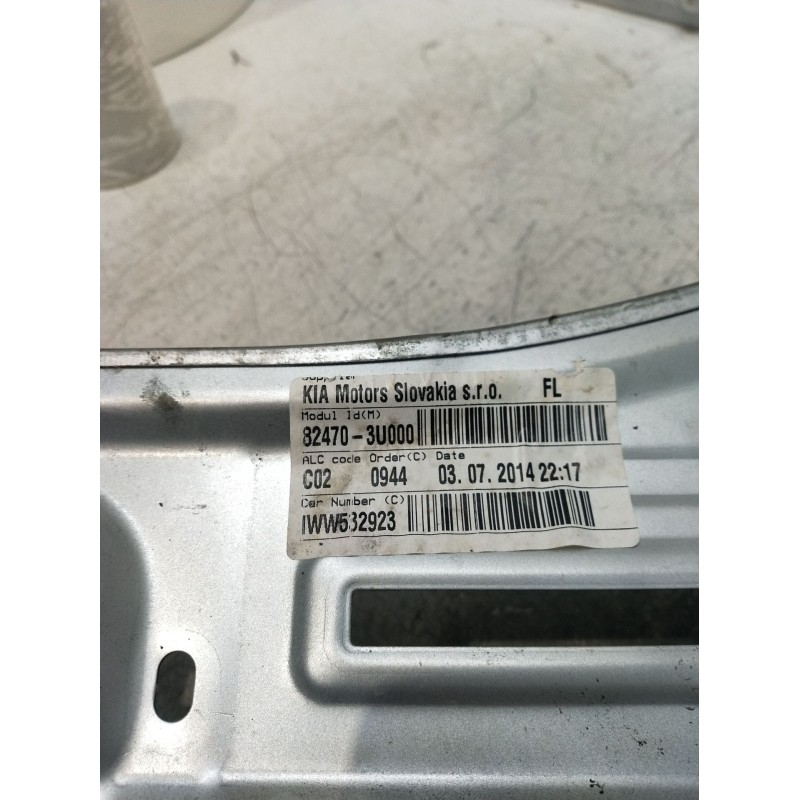 KIA Motors Slovakia s.r.o. FL
Modul Id(M)
82470-3U000
ALC code Order(C) Date
C02 0944 03. 07. 2014 22:17
Car Number (C)
IWW532923